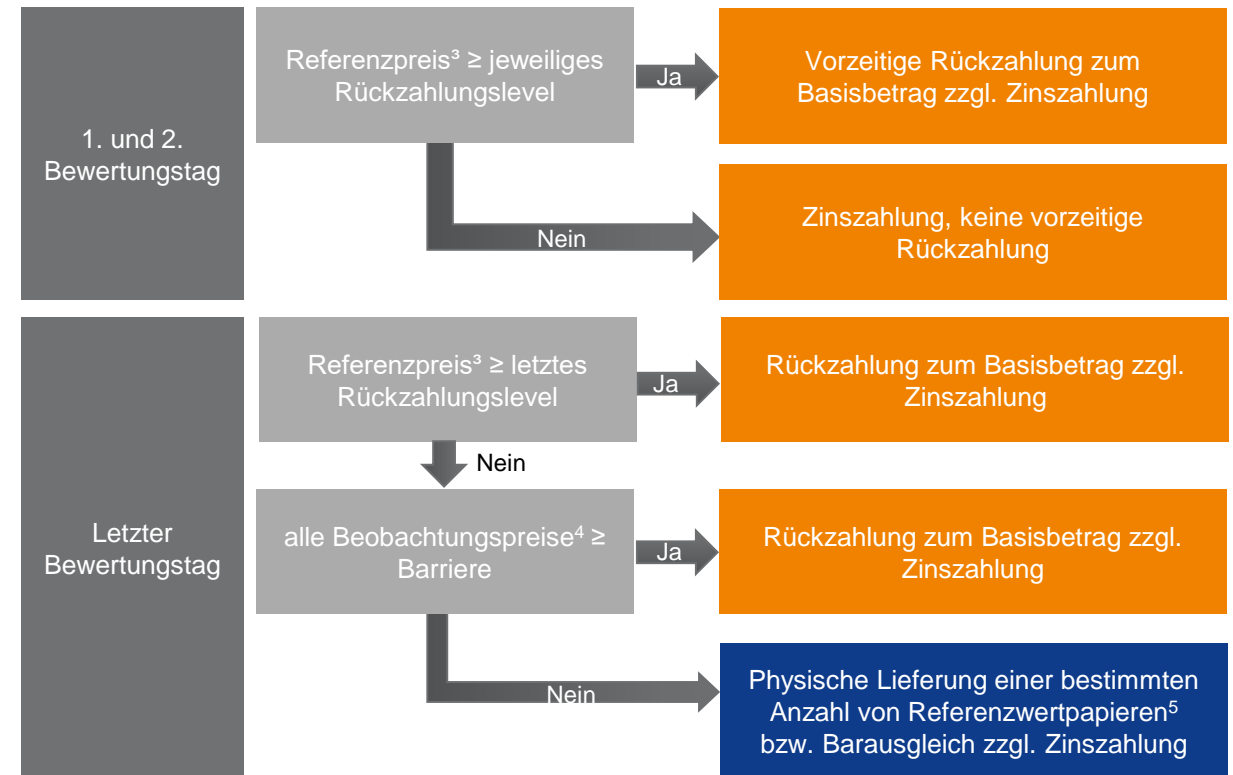 1. und 2.
Bewertungstag
Referenzpreis³ ≥ jeweiliges
Rückzahlungslevel
Ja
Vorzeitige Rückzahlung zum
Basisbetrag zzgl. Zinszahlung
Nein
Zinszahlung, keine vorzeitige
Rückzahlung
Letzter
Bewertungstag
Referenzpreis³ ≥ letztes
Rückzahlungslevel
Ja
Rückzahlung zum Basisbetrag zzgl.
Zinszahlung
Nein
alle Beobachtungspreise⁴ ≥
Barriere
Ja
Rückzahlung zum Basisbetrag zzgl.
Zinszahlung
Nein
Physische Lieferung einer bestimmten
Anzahl von Referenzwertpapieren⁵
bzw. Barausgleich zzgl. Zinszahlung